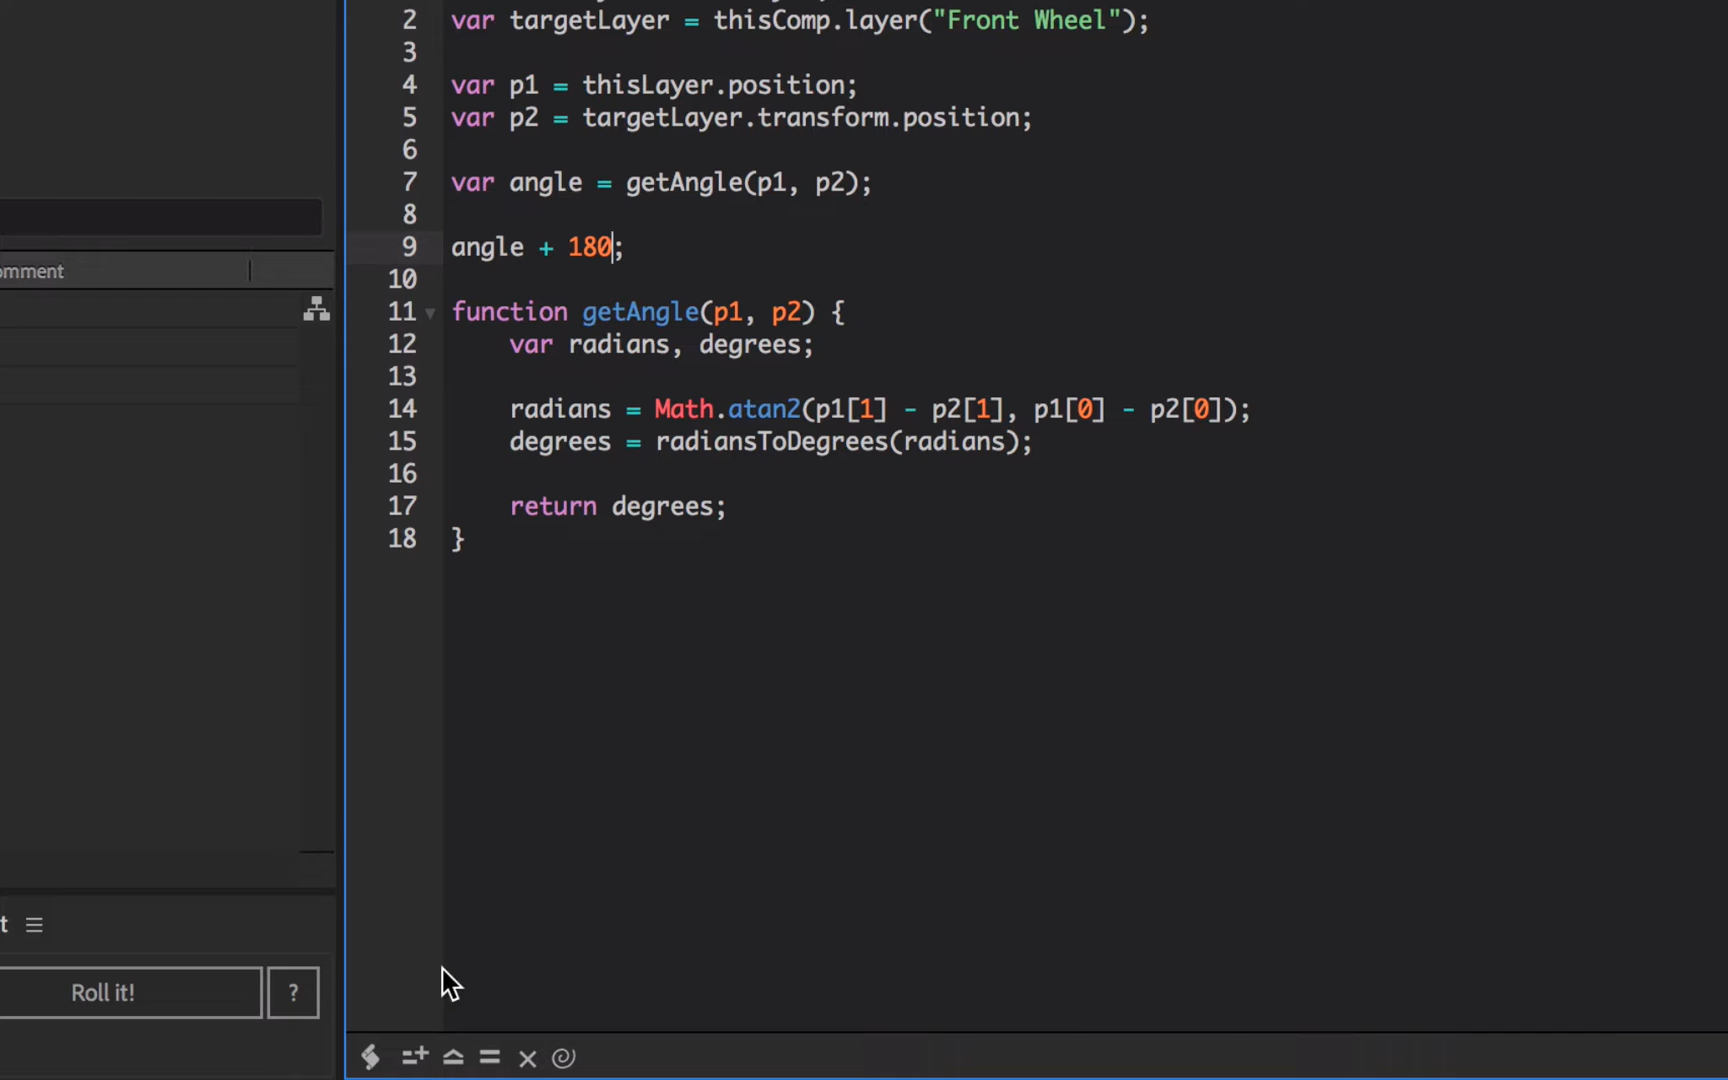 2 var targetLayer = thisComp.layer("Front Wheel");
3
4 var p1 = thisLayer.position;
5 var p2 = targetLayer.transform.position;
6
7 var angle = getAngle(p1, p2);
8
9 angle + 180;
10
11 function getAngle(p1, p2) {
12 var radians, degrees;
13
14 radians = Math.atan2(p1[1] - p2[1], p1[0] - p2[0]);
15 degrees = radiansToDegrees(radians);
16
17 return degrees;
18 }
omment
t
Roll it!
?